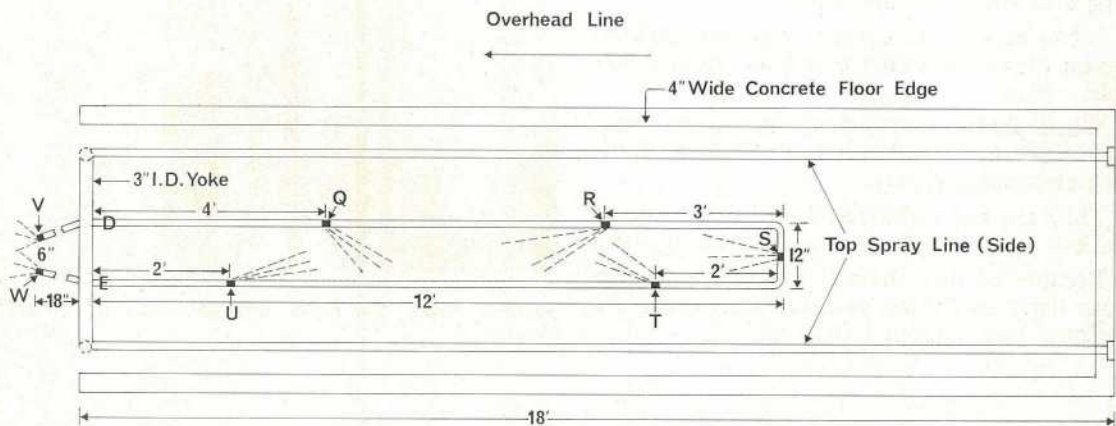 Overhead Line
4" Wide Concrete Floor Edge
3" I.D. Yoke
V
D
4'
Q
R
3'
6"
S
12"
Top Spray Line (Side)
W
E
2'
2'
18"
12'
U
T
18'